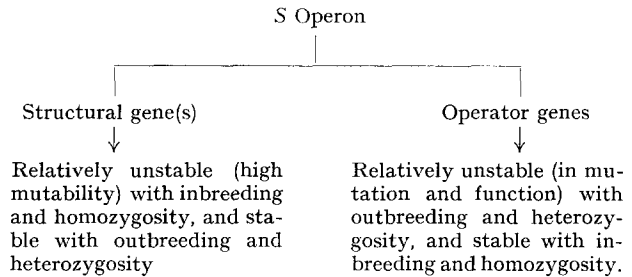 S Operon
Structural gene(s)
Relatively unstable (high
mutability) with inbreeding
and homozygosity, and sta-
ble with outbreeding and
heterozygosity
Operator genes
Relatively unstable (in mu-
tation and function) with
outbreeding and heterozy-
gosity, and stable with in-
breeding and homozygosity.